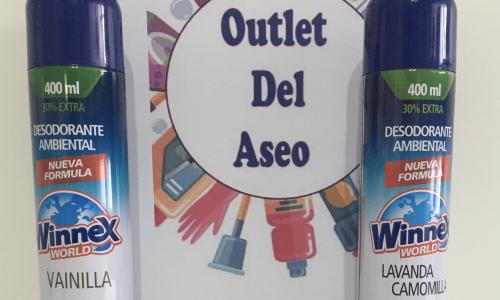 400 ml
30% EXTRA
DESODORANTE
AMBIENTAL
NUEVA
FORMULA
Winnex
WORLD
VAINILLA
Outlet
Del
Aseo
400 ml
30% EXTRA
DESODORANTE
AMBIENTAL
NUEVA
FORMULA
Winnex
WORLD
LAVANDA
CAMOMILLA